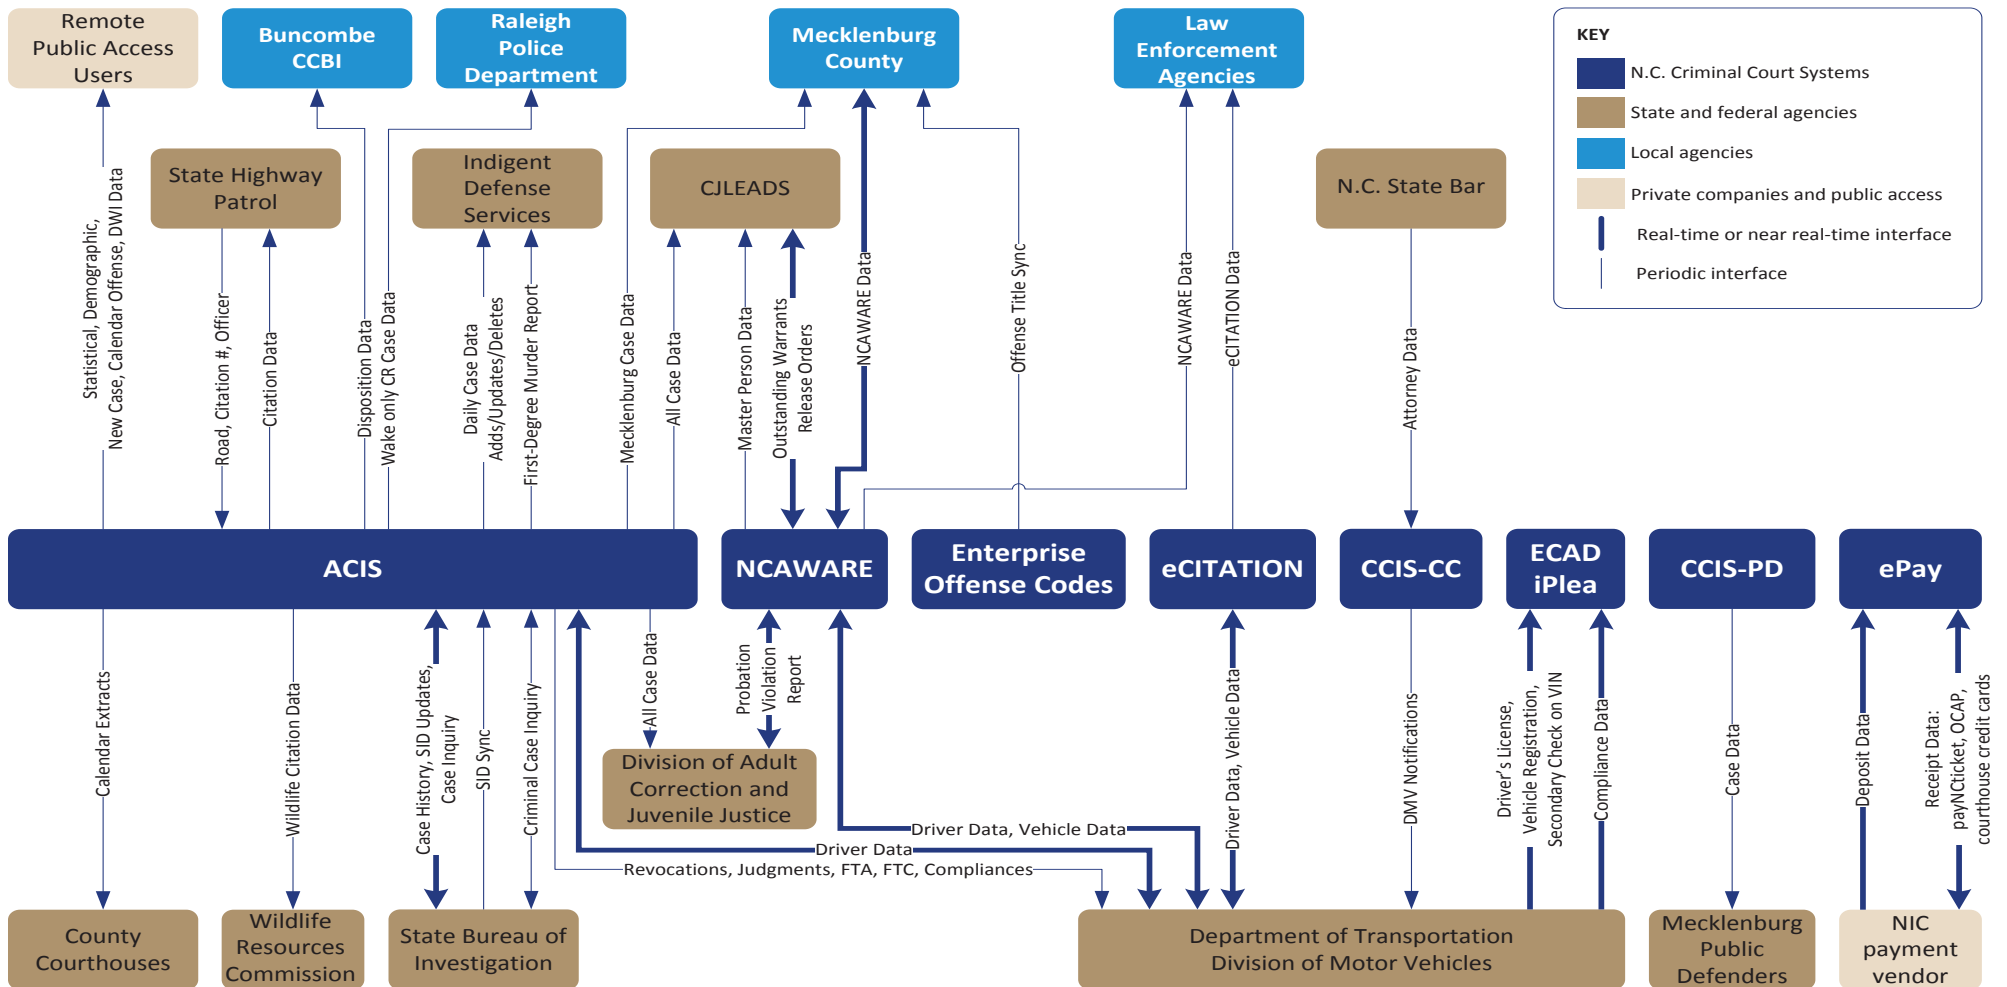 Remote
Public Access
Users
Buncombe
CCBI
Raleigh
Police
Department
Mecklenburg
County
Law
Enforcement
Agencies
KEY
N.C. Criminal Court Systems
State and federal agencies
Local agencies
Private companies and public access
Real-time or near real-time interface
Periodic interface
State Highway
Patrol
Indigent
Defense
Services
CJLEADS
N.C. State Bar
Statistical, Demographic,
New Case, Calendar Offense, DWI Data
Road, Citation #, Officer
Citation Data
Disposition Data
Wake only CR Case Data
Daily Case Data
Adds/Updates/Deletes
First-Degree Murder Report
Mecklenburg Case Data
All Case Data
Master Person Data
Outstanding Warrants
Release Orders
NCAWARE Data
Offense Title Sync
NCAWARE Data
eCITATION Data
Attorney Data
ACIS
NCAWARE
Enterprise
Offense Codes
eCITATION
CCIS-CC
ECAD
iPlea
CCIS-PD
ePay
Calendar Extracts
Wildlife Citation Data
Case History, SID Updates,
Case Inquiry
SID Sync
Criminal Case Inquiry
All Case Data
Probation
Violation
Report
Driver Data, Vehicle Data
DMV Notifications
Driver's License,
Vehicle Registration,
Secondary Check on VIN
Compliance Data
Case Data
Deposit Data
Receipt Data:
payNCticket, OCAP,
courthouse credit cards
Division of Adult
Correction and
Juvenile Justice
Driver Data, Vehicle Data
Driver Data
Revocations, Judgments, FTA, FTC, Compliances
County
Courthouses
Wildlife
Resources
Commission
State Bureau of
Investigation
Department of Transportation
Division of Motor Vehicles
Mecklenburg
Public
Defenders
NIC
payment
vendor